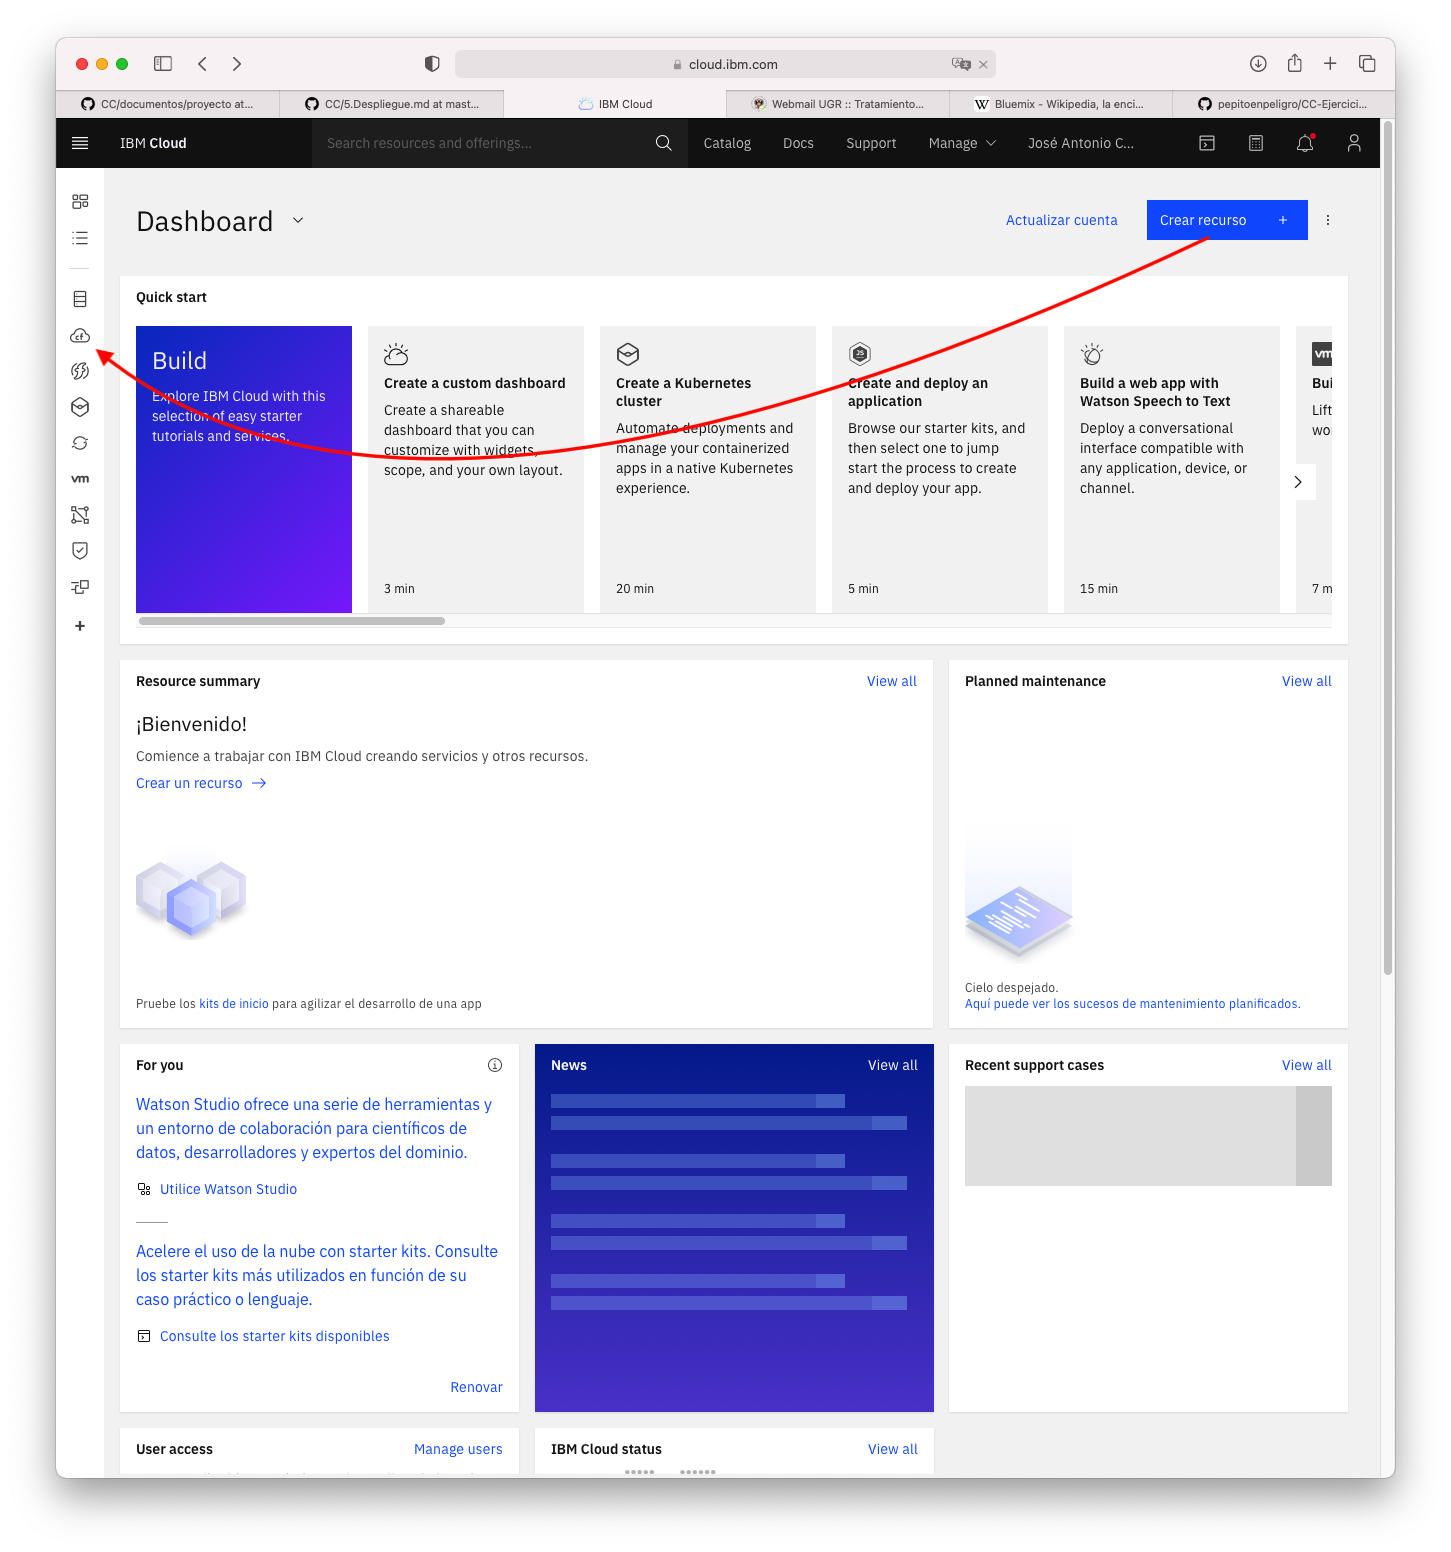 cloud.ibm.com
CC/documentos/proyecto at...
CC/5.Despliegue.md at mast...
IBM Cloud
Webmail UGR :: Tratamiento...
W Bluemix - Wikipedia, la enci...
pepitoenpeligro/CC-Ejercici...
IBM Cloud
Search resources and offerings...
Catalog
Docs
Support
Manage
José Antonio C...
Dashboard
Actualizar cuenta
Crear recurso +
cf
vm
Quick start
Build
Explore IBM Cloud with this
selection of easy starter
tutorials and services.
Create a custom dashboard
Create a shareable
dashboard that you can
customize with widgets,
scope, and your own layout.
3 min
Create a Kubernetes
cluster
Automate deployments and
manage your containerized
apps in a native Kubernetes
experience.
20 min
JS
Create and deploy an
application
Browse our starter kits, and
then select one to jump
start the process to create
and deploy your app.
5 min
Build a web app with
Watson Speech to Text
Deploy a conversational
interface compatible with
any application, device, or
channel.
15 min
vm
Bui
Lift
wo
7 m
Resource summary
View all
¡Bienvenido!
Comience a trabajar con IBM Cloud creando servicios y otros recursos.
Crear un recurso
Pruebe los kits de inicio para agilizar el desarrollo de una app
Planned maintenance
View all
Cielo despejado.
Aquí puede ver los sucesos de mantenimiento planificados.
For you
Watson Studio ofrece una serie de herramientas y
un entorno de colaboración para científicos de
datos, desarrolladores y expertos del dominio.
Utilice Watson Studio
Acelere el uso de la nube con starter kits. Consulte
los starter kits más utilizados en función de su
caso práctico o lenguaje.
Consulte los starter kits disponibles
Renovar
News
View all
Recent support cases
View all
User access
Manage users
IBM Cloud status
View all